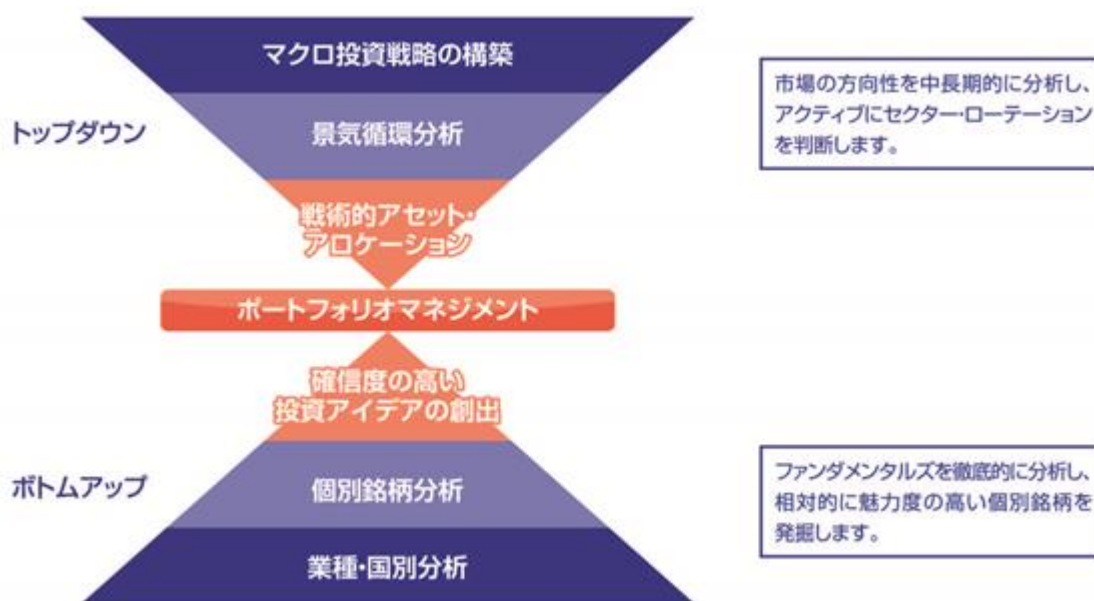 マクロ投資戦略の構築
市場の方向性を中長期的に分析し、
アクティブにセクター・ローテーション
を判断します。
トップダウン
景気循環分析
戦術的アセット・
アロケーション
ポートフォリオマネジメント
確信度の高い
投資アイデアの創出
ボトムアップ
個別銘柄分析
ファンダメンタルズを徹底的に分析し、
相対的に魅力度の高い個別銘柄を
発掘します。
業種・国別分析